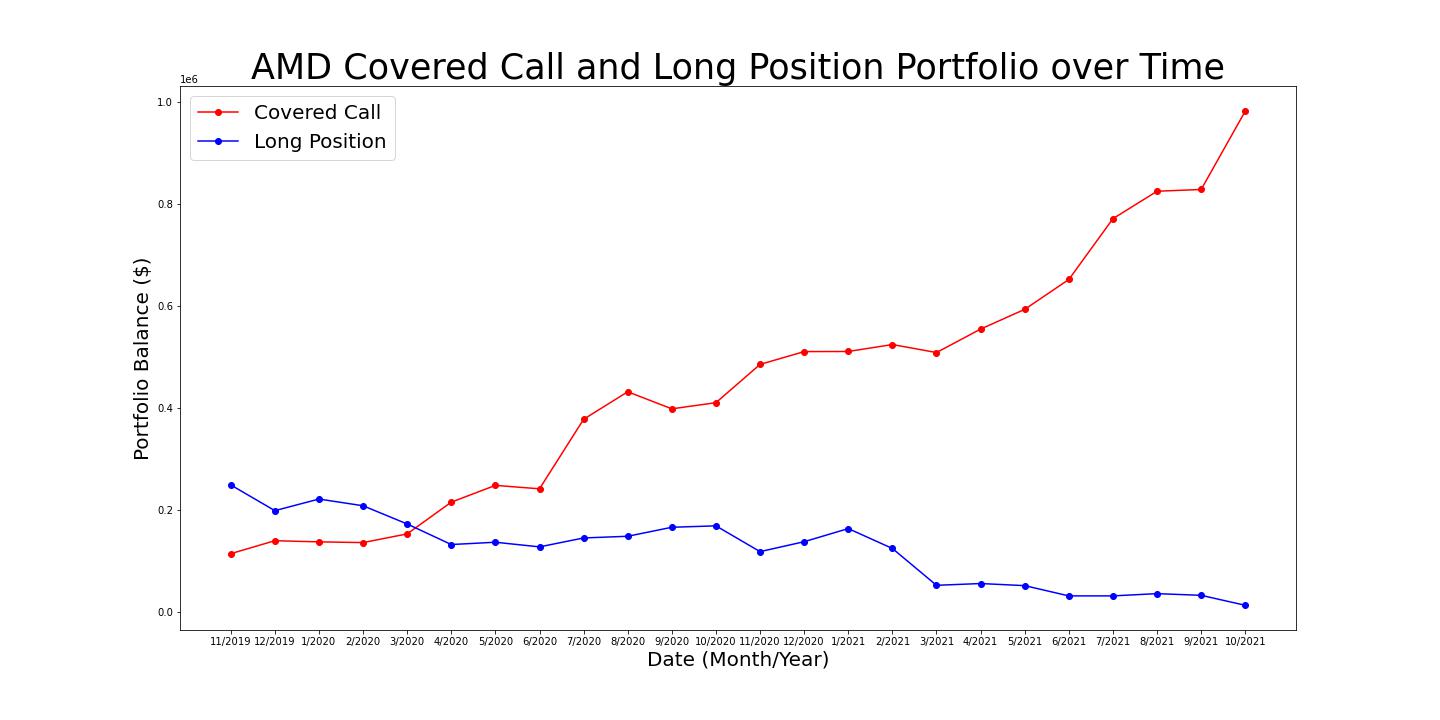 AMD Covered Call and Long Position Portfolio over Time
1e6
Covered Call
Long Position
1.0
0.8
0.6
0.4
0.2
0.0
Portfolio Balance ($)
11/2019 12/2019 1/2020 2/2020 3/2020 4/2020 5/2020 6/2020 7/2020 8/2020 9/2020 10/2020 11/2020 12/2020 1/2021 2/2021 3/2021 4/2021 5/2021 6/2021 7/2021 8/2021 9/2021 10/2021
Date (Month/Year)